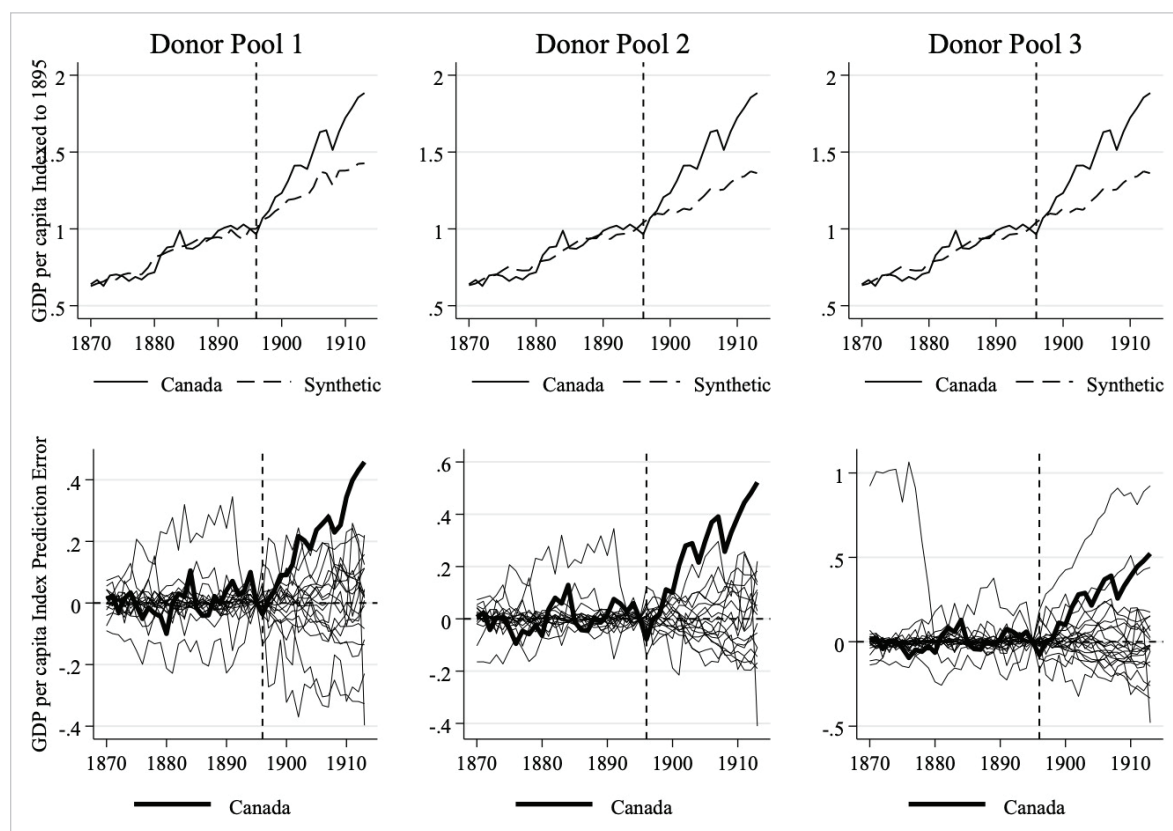 Donor Pool 1
GDP per capita Indexed to 1895
2
1.5
1
.5
1870 1880 1890 1900 1910
Canada Synthetic
Donor Pool 2
2
1.5
1
.5
1870 1880 1890 1900 1910
Canada Synthetic
Donor Pool 3
2
1.5
1
.5
1870 1880 1890 1900 1910
Canada Synthetic
GDP per capita Index Prediction Error
.4
.2
0
-.2
-.4
1870 1880 1890 1900 1910
Canada
.6
.4
.2
0
-.2
-.4
1870 1880 1890 1900 1910
Canada
1
.5
0
-.5
1870 1880 1890 1900 1910
Canada